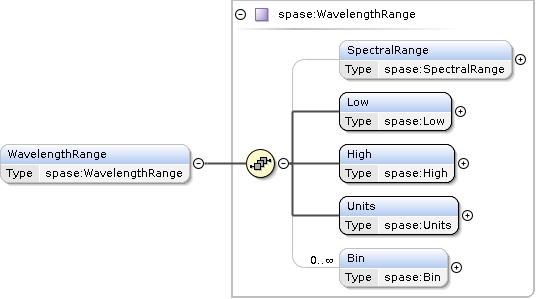 spase:WavelengthRange
SpectralRange
Type spase:SpectralRange
Low
Type spase:Low
WavelengthRange
Type spase:WavelengthRange
High
Type spase:High
Units
Type spase:Units
0..∞
Bin
Type spase:Bin